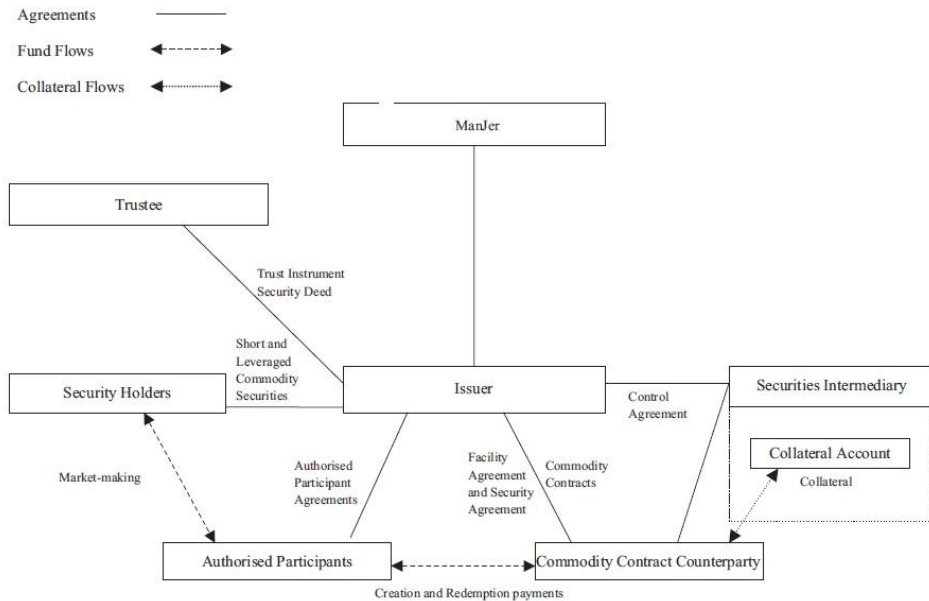 Agreements
Fund Flows
Collateral Flows
ManJer
Trustee
Trust Instrument
Security Deed
Short and
Leveraged
Commodity
Securities
Security Holders
Issuer
Control
Agreement
Securities Intermediary
Collateral Account
Collateral
Market-making
Authorised
Participant
Agreements
Facility
Agreement
and Security
Agreement
Commodity
Contracts
Authorised Participants
Commodity Contract Counterparty
Creation and Redemption payments